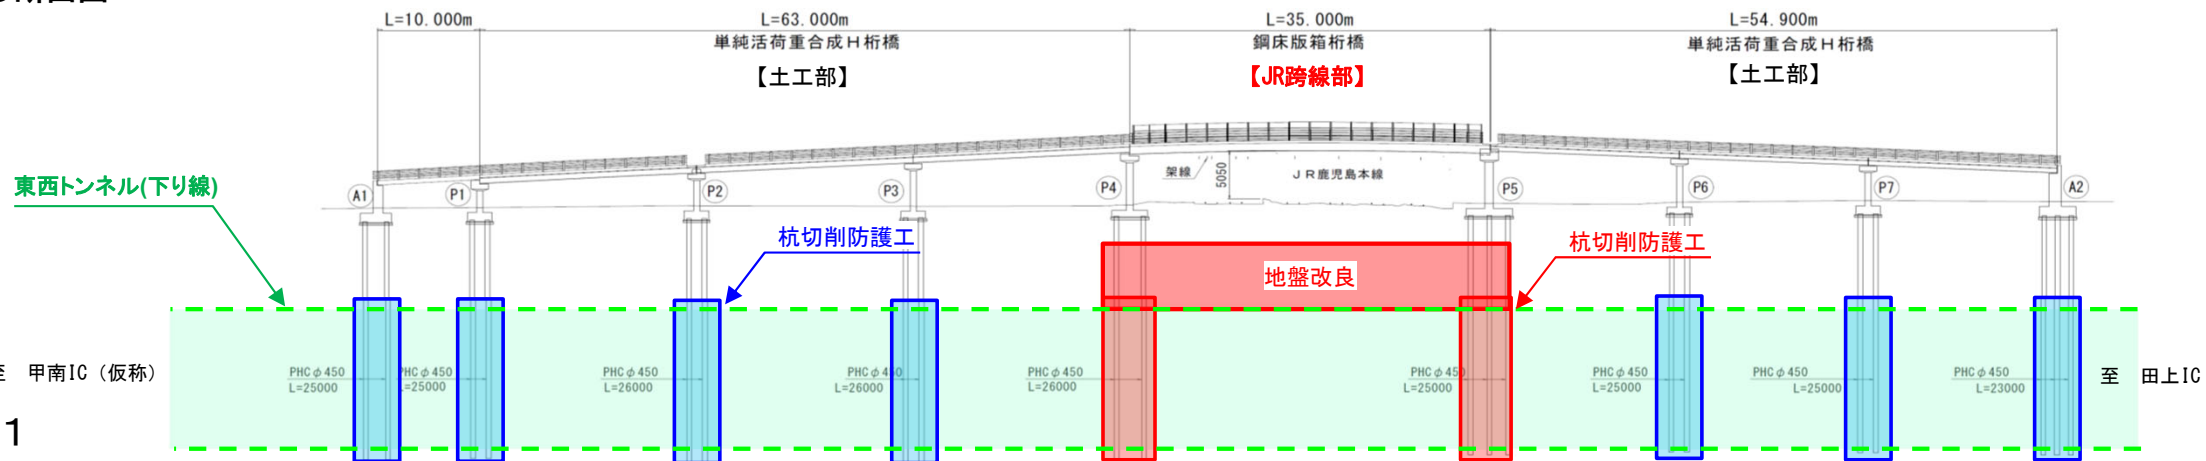 L=10.000m
L=63.000m
L=35.000m
L=54.900m
単純活荷重合成H桁橋
鋼床版箱桁橋
単純活荷重合成H桁橋
【土工部】
【JR跨線部】
【土工部】
東西トンネル(下り線)
A1
P1
P2
P3
P4
架線
5050
JR鹿児島本線
P5
P6
P7
A2
杭切削防護工
杭切削防護工
地盤改良
至 甲南IC（仮称）
PHCφ450
L=25000
PHCφ450
L=25000
PHCφ450
L=26000
PHCφ450
L=26000
PHCφ450
L=26000
PHCφ450
L=25000
PHCφ450
L=25000
PHCφ450
L=25000
PHCφ450
L=23000
至 田上IC
1